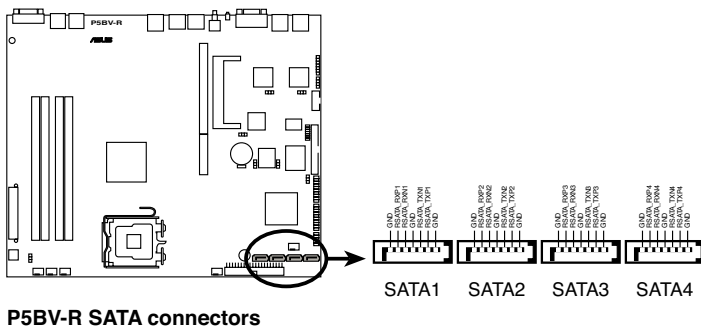 P5BV-R
ASUS
GND
RSATA_RXP1
RSATA_RXN1
GND
RSATA_TXN1
RSATA_TXP1
GND
GND
RSATA_RXP2
RSATA_RXN2
GND
RSATA_TXN2
RSATA_TXP2
GND
GND
RSATA_RXP3
RSATA_RXN3
GND
RSATA_TXN3
RSATA_TXP3
GND
GND
RSATA_RXP4
RSATA_RXN4
GND
RSATA_TXN4
RSATA_TXP4
GND
SATA1
SATA2
SATA3
SATA4
P5BV-R SATA connectors